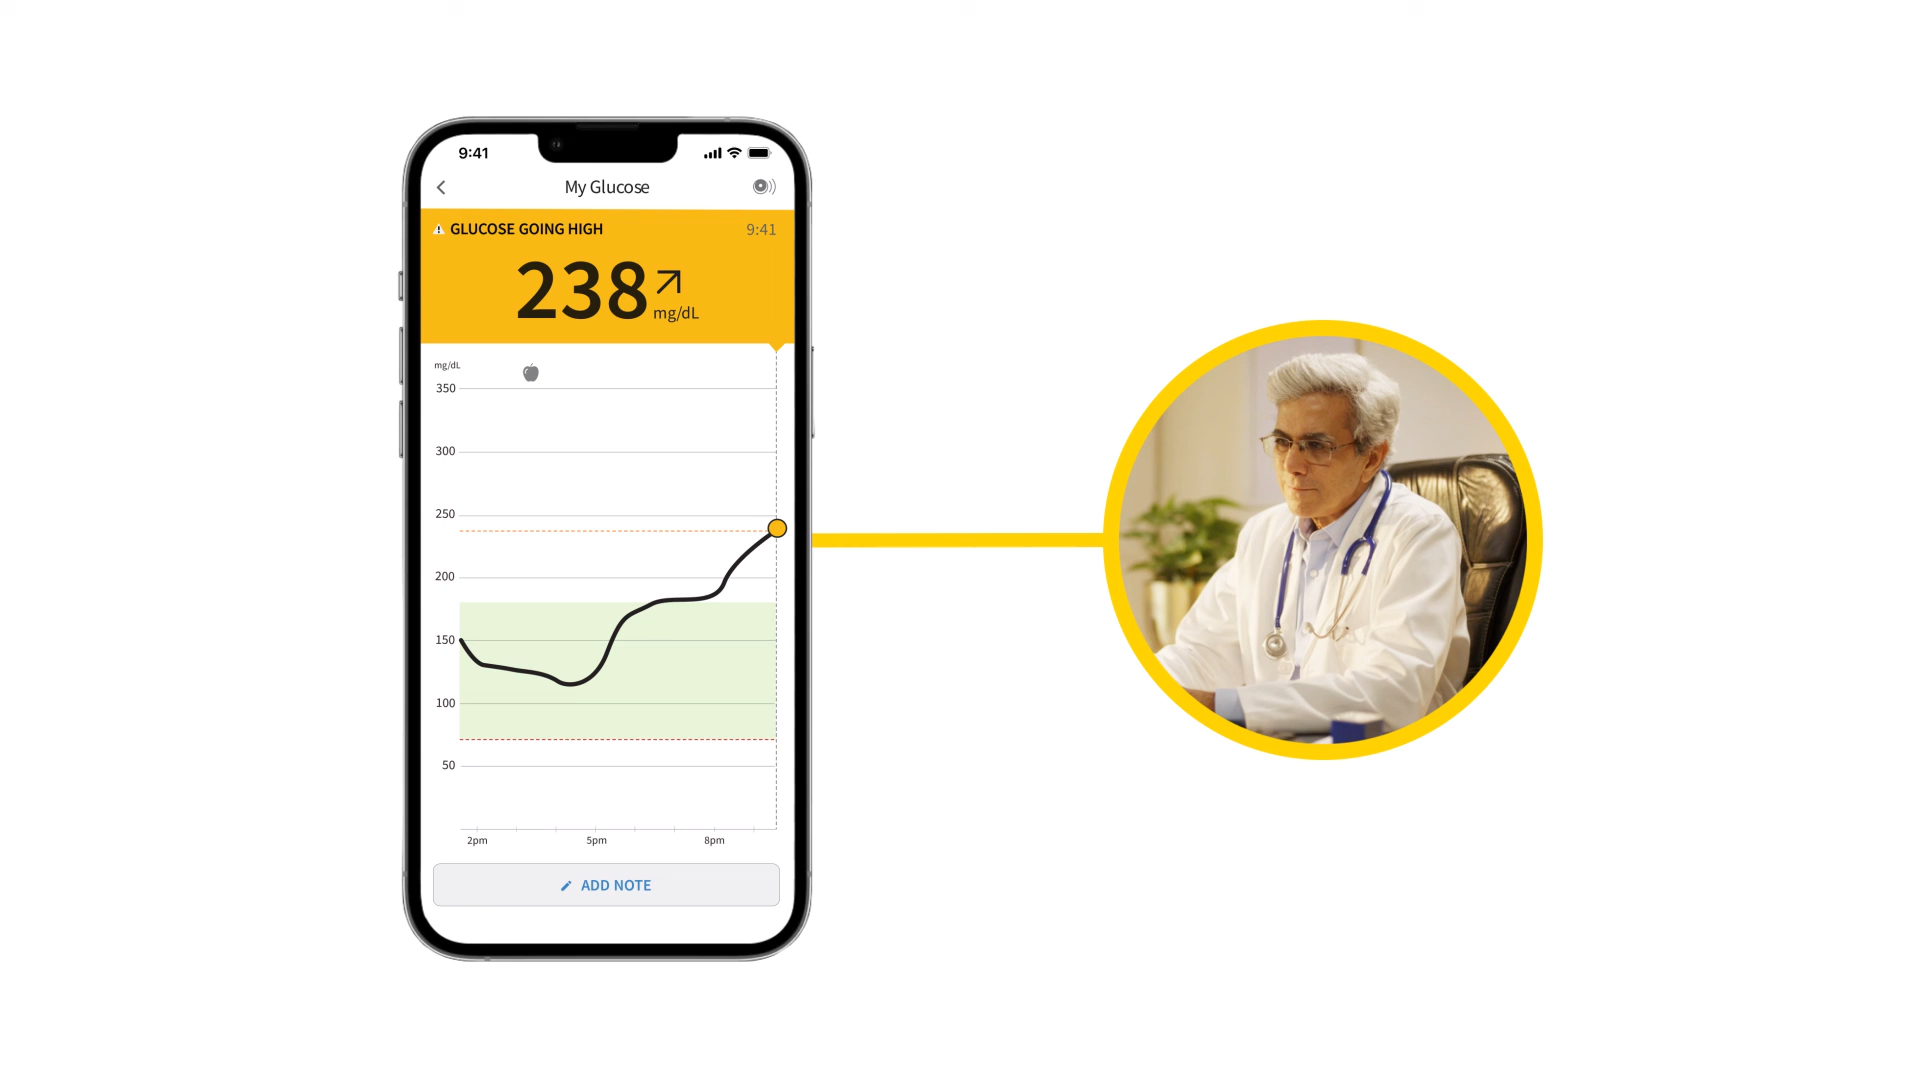 9:41
My Glucose
GLUCOSE GOING HIGH 9:41
238
mg/dL
mg/dL
350
300
250
200
150
100
50
2pm 5pm 8pm
ADD NOTE